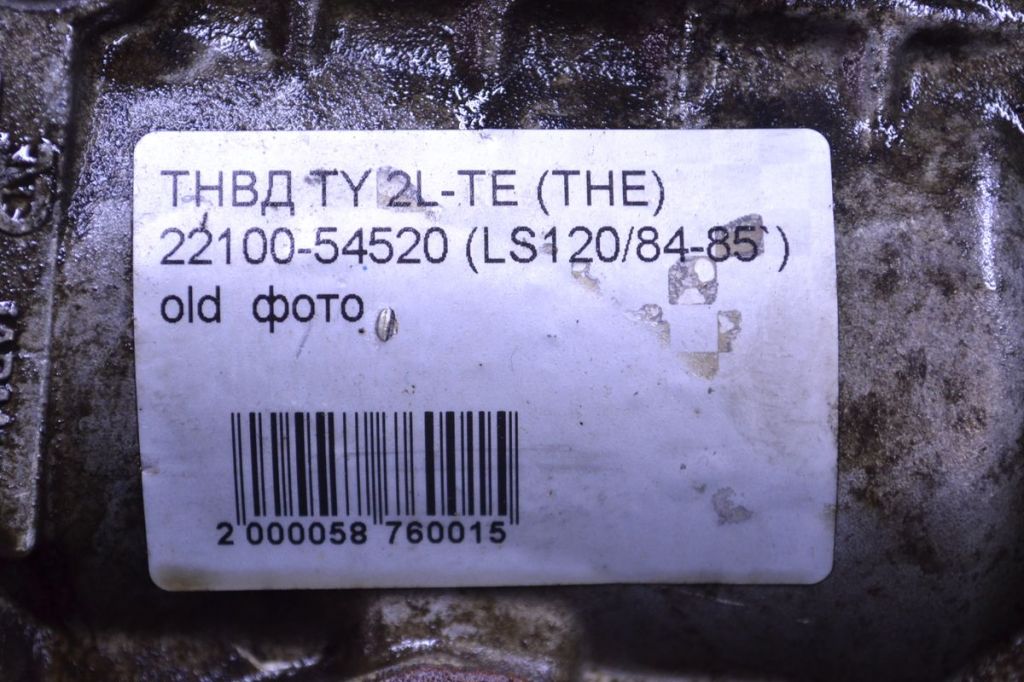 ТНВД TY 2L-TE (THE)
22100-54520 (LS120/84-85`)
old фото
2 000058 760015